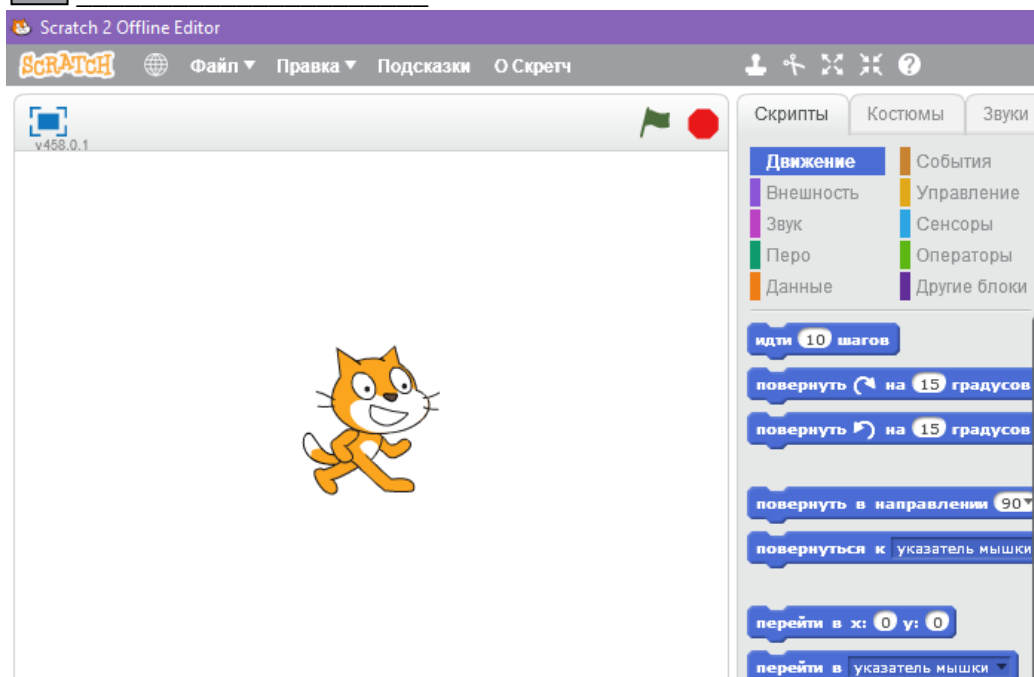 Scratch 2 Offline Editor
SCRATCH Файл Правка Подсказки О Скретч
v458.0.1
Скрипты Костюмы Звуки
Движение События
Внешность Управление
Звук Сенсоры
Перо Операторы
Данные Другие блоки
идти 10 шагов
повернуть на 15 градусов
повернуть на 15 градусов
повернуть в направлении 90
повернуться к указатель мышки
перейти в x: 0 y: 0
перейти в указатель мышки